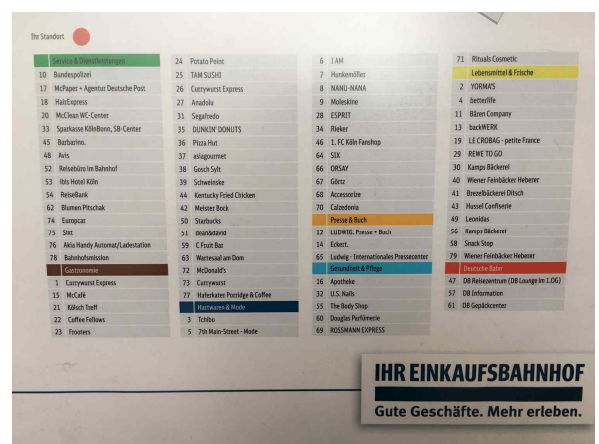 Ihr Standort
Service & Dienstleistungen
10 Bundespolizei
17 McPaper + Agentur Deutsche Post
18 HairExpress
20 McClean WC-Center
33 Sparkasse KölnBonn, SB-Center
45 Barbarino.
48 Avis
52 Reisebüro im Bahnhof
53 ibis Hotel Köln
54 ReiseBank
62 Blumen Pitschak
74 Europcar
75 Sixt
76 Akia Handy Automat/Ladestation
78 Bahnhofsmission
Gastronomie
1 Currywurst Express
15 McCafé
21 Kölsch Treff
22 Coffee Fellows
23 Frooters
24 Potato Point
25 TAM SUSHI
26 Currywurst Express
27 Anadolu
31 Segafredo
35 DUNKIN' DONUTS
36 Pizza Hut
37 asiagourmet
38 Gosch Sylt
39 Schweinske
44 Kentucky Fried Chicken
42 Meister Bock
50 Starbucks
51 dean&david
59 C Fruit Bar
63 Wartesaal am Dom
72 McDonald's
73 Currywurst
77 Haferkater Porridge & Coffee
Hartwaren & Mode
3 Tchibo
5 7th Main-Street - Mode
6 I AM
7 Hunkemöller
8 NANU-NANA
9 Moleskine
28 ESPRIT
34 Rieker
46 1. FC Köln Fanshop
64 SIX
66 ORSAY
67 Görtz
68 Accessorize
70 Calzedonia
Presse & Buch
12 LUDWIG. Presse + Buch
14 Eckert.
65 Ludwig - Internationales Pressecenter
Gesundheit & Pflege
16 Apotheke
32 U.S. Nails
55 The Body Shop
60 Douglas Parfümerie
69 ROSSMANN EXPRESS
71 Rituals Cosmetic
Lebensmittel & Frische
2 YORMA'S
4 betterlife
11 Bären Company
13 backWERK
19 LE CROBAG - petite France
29 REWE TO GO
30 Kamps Bäckerei
40 Wiener Feinbäcker Heberer
41 Brezelbäckerei Ditsch
43 Hussel Confiserie
49 Leonidas
56 Kamps Bäckerei
58 Snack Stop
79 Wiener Feinbäcker Heberer
Deutsche Bahn
47 DB Reisezentrum (DB Lounge im 1.OG)
57 DB Information
61 DB Gepäckcenter
IHR EINKAUFSBAHNHOF
Gute Geschäfte. Mehr erleben.